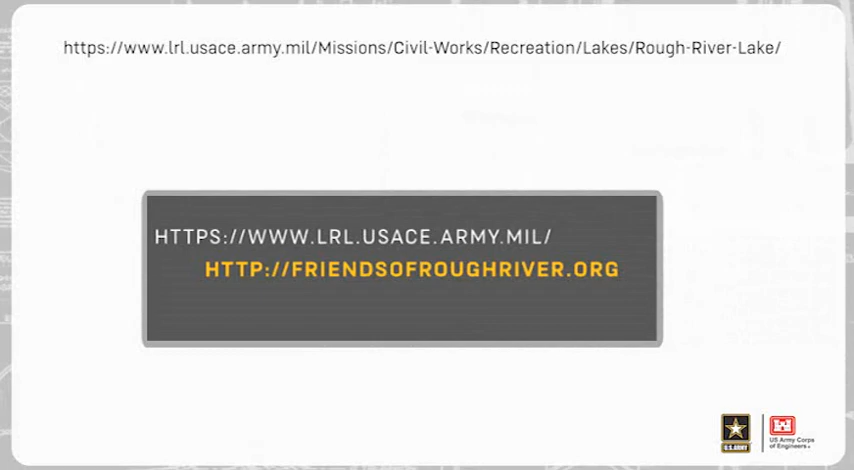 https://www.lrl.usace.army.mil/Missions/Civil-Works/Recreation/Lakes/Rough-River-Lake/
HTTPS://WWW.LRL.USACE.ARMY.MIL/
HTTP://FRIENDSOFROUGHRIVER.ORG
U.S. ARMY
US Army Corps
of Engineers